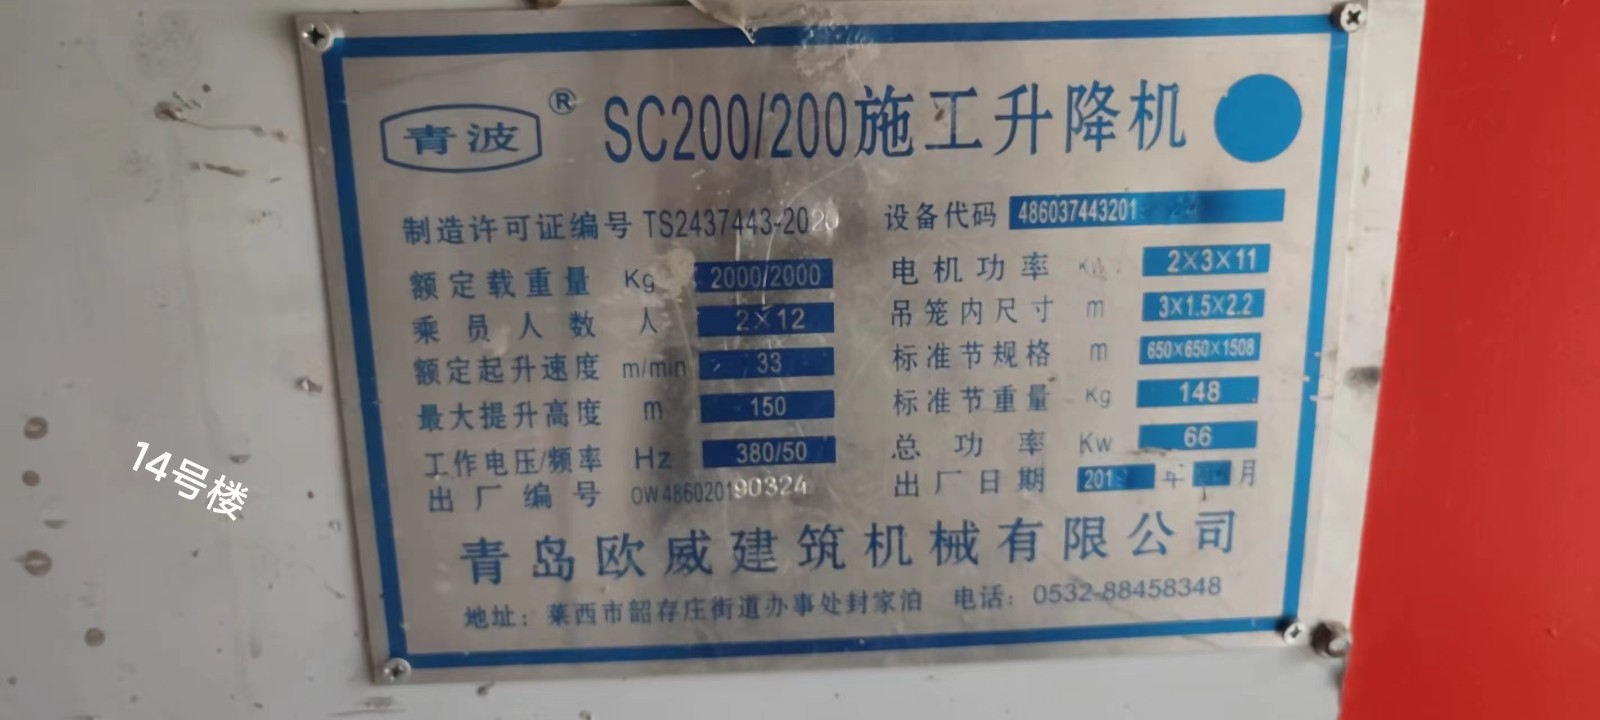 青波 ® SC200/200施工升降机
制造许可证编号 TS2437443-2020 设备代码 486037443201
额定载重量 Kg 2000/2000 电机功率 Kw 2×3×11
乘员人数 人 2×12 吊笼内尺寸 m 3×1.5×2.2
额定起升速度 m/min 33 标准节规格 m 650×650×1508
最大提升高度 m 150 标准节重量 Kg 148
工作电压/频率 Hz 380/50 总功率 Kw 66
出厂编号 OW486020190324 出厂日期 201 年 月
青岛欧威建筑机械有限公司
地址：莱西市韶存庄街道办事处封家泊 电话：0532-88458348
14号楼